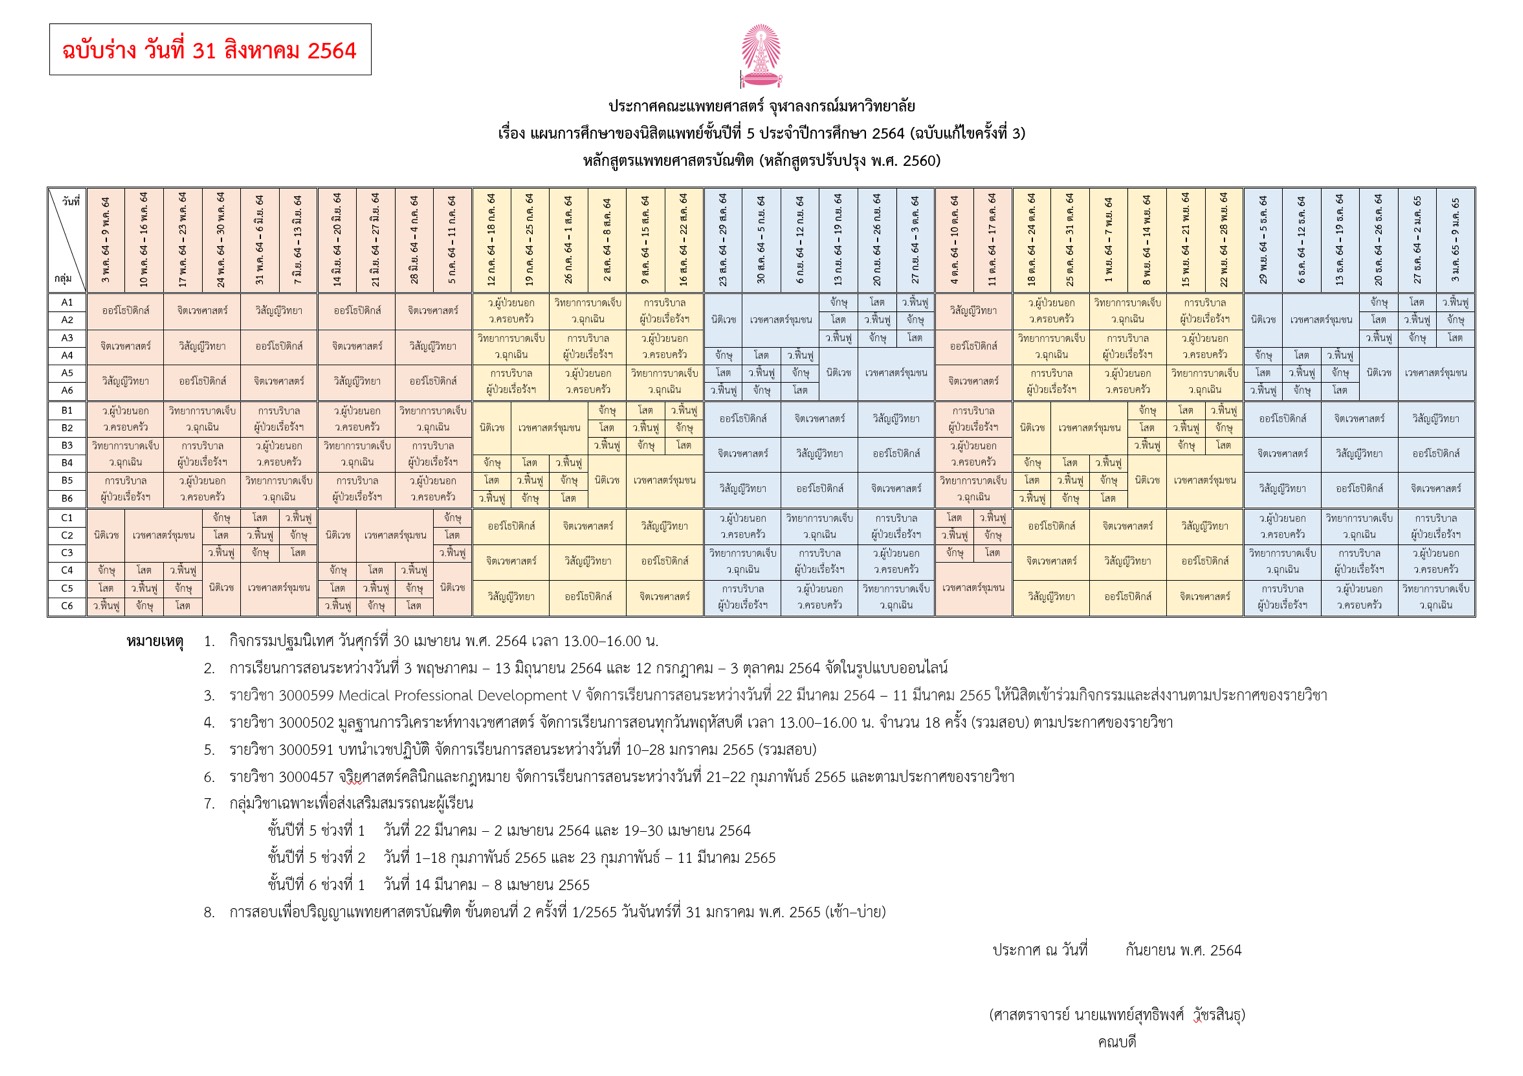 ฉบับร่าง วันที่ 31 สิงหาคม 2564
ประกาศคณะแพทยศาสตร์ จุฬาลงกรณ์มหาวิทยาลัย
เรื่อง แผนการศึกษาของนิสิตแพทย์ชั้นปีที่ 5 ประจำปีการศึกษา 2564 (ฉบับแก้ไขครั้งที่ 3)
หลักสูตรแพทยศาสตรบัณฑิต (หลักสูตรปรับปรุง พ.ศ. 2560)
วันที่ 3 พ.ค. 64 – 9 พ.ค. 64 10 พ.ค. 64 – 16 พ.ค. 64 17 พ.ค. 64 – 23 พ.ค. 64 24 พ.ค. 64 – 30 พ.ค. 64 31 พ.ค. 64 – 6 มิ.ย. 64 7 มิ.ย. 64 – 13 มิ.ย. 64 14 มิ.ย. 64 – 20 มิ.ย. 64 21 มิ.ย. 64 – 27 มิ.ย. 64 28 มิ.ย. 64 – 4 ก.ค. 64 5 ก.ค. 64 – 11 ก.ค. 64 12 ก.ค. 64 – 18 ก.ค. 64 19 ก.ค. 64 – 25 ก.ค. 64 26 ก.ค. 64 – 1 ส.ค. 64 2 ส.ค. 64 – 8 ส.ค. 64 9 ส.ค. 64 – 15 ส.ค. 64 16 ส.ค. 64 – 22 ส.ค. 64 23 ส.ค. 64 – 29 ส.ค. 64 30 ส.ค. 64 – 5 ก.ย. 64 6 ก.ย. 64 – 12 ก.ย. 64 13 ก.ย. 64 – 19 ก.ย. 64 20 ก.ย. 64 – 26 ก.ย. 64 27 ก.ย. 64 – 3 ต.ค. 64 4 ต.ค. 64 – 10 ต.ค. 64 11 ต.ค. 64 – 17 ต.ค. 64 18 ต.ค. 64 – 24 ต.ค. 64 25 ต.ค. 64 – 31 ต.ค. 64 1 พ.ย. 64 – 7 พ.ย. 64 8 พ.ย. 64 – 14 พ.ย. 64 15 พ.ย. 64 – 21 พ.ย. 64 22 พ.ย. 64 – 28 พ.ย. 64 29 พ.ย. 64 – 5 ธ.ค. 64 6 ธ.ค. 64 – 12 ธ.ค. 64 13 ธ.ค. 64 – 19 ธ.ค. 64 20 ธ.ค. 64 – 26 ธ.ค. 64 27 ธ.ค. 64 – 2 ม.ค. 65 3 ม.ค. 65 – 9 ม.ค. 65
กลุ่ม
A1 ว.ผู้ป่วยนอก วิทยาการบาดเจ็บ การบริบาล จักษุ โสต ว.ฟื้นฟู ว.ผู้ป่วยนอก วิทยาการบาดเจ็บ การบริบาล จักษุ โสต ว.ฟื้นฟู
ออร์โธปิดิกส์ จิตเวชศาสตร์ วิสัญญีวิทยา ออร์โธปิดิกส์ จิตเวชศาสตร์ วิสัญญีวิทยา
A2 ว.ครอบครัว ว.ฉุกเฉิน ผู้ป่วยเรื้อรังฯ นิติเวช เวชศาสตร์ชุมชน โสต ว.ฟื้นฟู จักษุ ว.ครอบครัว ว.ฉุกเฉิน ผู้ป่วยเรื้อรังฯ นิติเวช เวชศาสตร์ชุมชน โสต ว.ฟื้นฟู จักษุ
A3 วิทยาการบาดเจ็บ การบริบาล ว.ผู้ป่วยนอก ว.ฟื้นฟู จักษุ โสต วิทยาการบาดเจ็บ การบริบาล ว.ผู้ป่วยนอก ว.ฟื้นฟู จักษุ โสต
จิตเวชศาสตร์ วิสัญญีวิทยา ออร์โธปิดิกส์ จิตเวชศาสตร์ วิสัญญีวิทยา ออร์โธปิดิกส์
A4 ว.ฉุกเฉิน ผู้ป่วยเรื้อรังฯ ว.ครอบครัว จักษุ โสต ว.ฟื้นฟู ว.ฉุกเฉิน ผู้ป่วยเรื้อรังฯ ว.ครอบครัว จักษุ โสต ว.ฟื้นฟู
A5 การบริบาล ว.ผู้ป่วยนอก วิทยาการบาดเจ็บ โสต ว.ฟื้นฟู จักษุ นิติเวช เวชศาสตร์ชุมชน การบริบาล ว.ผู้ป่วยนอก วิทยาการบาดเจ็บ โสต ว.ฟื้นฟู จักษุ นิติเวช เวชศาสตร์ชุมชน
วิสัญญีวิทยา ออร์โธปิดิกส์ จิตเวชศาสตร์ วิสัญญีวิทยา ออร์โธปิดิกส์ จิตเวชศาสตร์
A6 ผู้ป่วยเรื้อรังฯ ว.ครอบครัว ว.ฉุกเฉิน ว.ฟื้นฟู จักษุ โสต ผู้ป่วยเรื้อรังฯ ว.ครอบครัว ว.ฉุกเฉิน ว.ฟื้นฟู จักษุ โสต
B1 ว.ผู้ป่วยนอก วิทยาการบาดเจ็บ การบริบาล ว.ผู้ป่วยนอก วิทยาการบาดเจ็บ จักษุ โสต ว.ฟื้นฟู การบริบาล จักษุ โสต ว.ฟื้นฟู
ออร์โธปิดิกส์ จิตเวชศาสตร์ วิสัญญีวิทยา ออร์โธปิดิกส์ จิตเวชศาสตร์ วิสัญญีวิทยา
B2 ว.ครอบครัว ว.ฉุกเฉิน ผู้ป่วยเรื้อรังฯ ว.ครอบครัว ว.ฉุกเฉิน นิติเวช เวชศาสตร์ชุมชน โสต ว.ฟื้นฟู จักษุ ผู้ป่วยเรื้อรังฯ นิติเวช เวชศาสตร์ชุมชน โสต ว.ฟื้นฟู จักษุ
B3 วิทยาการบาดเจ็บ การบริบาล ว.ผู้ป่วยนอก วิทยาการบาดเจ็บ การบริบาล ว.ฟื้นฟู จักษุ โสต ว.ผู้ป่วยนอก ว.ฟื้นฟู จักษุ โสต
จิตเวชศาสตร์ วิสัญญีวิทยา ออร์โธปิดิกส์ จิตเวชศาสตร์ วิสัญญีวิทยา ออร์โธปิดิกส์
B4 ว.ฉุกเฉิน ผู้ป่วยเรื้อรังฯ ว.ครอบครัว ว.ฉุกเฉิน ผู้ป่วยเรื้อรังฯ จักษุ โสต ว.ฟื้นฟู ว.ครอบครัว จักษุ โสต ว.ฟื้นฟู
B5 การบริบาล ว.ผู้ป่วยนอก วิทยาการบาดเจ็บ การบริบาล ว.ผู้ป่วยนอก โสต ว.ฟื้นฟู จักษุ นิติเวช เวชศาสตร์ชุมชน วิทยาการบาดเจ็บ โสต ว.ฟื้นฟู จักษุ นิติเวช เวชศาสตร์ชุมชน
วิสัญญีวิทยา ออร์โธปิดิกส์ จิตเวชศาสตร์ วิสัญญีวิทยา ออร์โธปิดิกส์ จิตเวชศาสตร์
B6 ผู้ป่วยเรื้อรังฯ ว.ครอบครัว ว.ฉุกเฉิน ผู้ป่วยเรื้อรังฯ ว.ครอบครัว ว.ฟื้นฟู จักษุ โสต ว.ฉุกเฉิน ว.ฟื้นฟู จักษุ โสต
C1 จักษุ โสต ว.ฟื้นฟู จักษุ ว.ผู้ป่วยนอก วิทยาการบาดเจ็บ การบริบาล โสต ว.ฟื้นฟู ว.ผู้ป่วยนอก วิทยาการบาดเจ็บ การบริบาล
ออร์โธปิดิกส์ จิตเวชศาสตร์ วิสัญญีวิทยา ออร์โธปิดิกส์ จิตเวชศาสตร์ วิสัญญีวิทยา
C2 นิติเวช เวชศาสตร์ชุมชน โสต ว.ฟื้นฟู จักษุ นิติเวช เวชศาสตร์ชุมชน โสต ว.ครอบครัว ว.ฉุกเฉิน ผู้ป่วยเรื้อรังฯ ว.ฟื้นฟู จักษุ ว.ครอบครัว ว.ฉุกเฉิน ผู้ป่วยเรื้อรังฯ
C3 ว.ฟื้นฟู จักษุ โสต ว.ฟื้นฟู วิทยาการบาดเจ็บ การบริบาล ว.ผู้ป่วยนอก จักษุ โสต วิทยาการบาดเจ็บ การบริบาล ว.ผู้ป่วยนอก
จิตเวชศาสตร์ วิสัญญีวิทยา ออร์โธปิดิกส์ จิตเวชศาสตร์ วิสัญญีวิทยา ออร์โธปิดิกส์
C4 จักษุ โสต ว.ฟื้นฟู จักษุ โสต ว.ฟื้นฟู ว.ฉุกเฉิน ผู้ป่วยเรื้อรังฯ ว.ครอบครัว ว.ฉุกเฉิน ผู้ป่วยเรื้อรังฯ ว.ครอบครัว
C5 โสต ว.ฟื้นฟู จักษุ นิติเวช เวชศาสตร์ชุมชน โสต ว.ฟื้นฟู จักษุ นิติเวช การบริบาล ว.ผู้ป่วยนอก วิทยาการบาดเจ็บ เวชศาสตร์ชุมชน การบริบาล ว.ผู้ป่วยนอก วิทยาการบาดเจ็บ
วิสัญญีวิทยา ออร์โธปิดิกส์ จิตเวชศาสตร์ วิสัญญีวิทยา ออร์โธปิดิกส์ จิตเวชศาสตร์
C6 ว.ฟื้นฟู จักษุ โสต ว.ฟื้นฟู จักษุ โสต ผู้ป่วยเรื้อรังฯ ว.ครอบครัว ว.ฉุกเฉิน ผู้ป่วยเรื้อรังฯ ว.ครอบครัว ว.ฉุกเฉิน
หมายเหตุ 1. กิจกรรมปฐมนิเทศ วันศุกร์ที่ 30 เมษายน พ.ศ. 2564 เวลา 13.00–16.00 น.
2. การเรียนการสอนระหว่างวันที่ 3 พฤษภาคม – 13 มิถุนายน 2564 และ 12 กรกฎาคม – 3 ตุลาคม 2564 จัดในรูปแบบออนไลน์
3. รายวิชา 3000599 Medical Professional Development V จัดการเรียนการสอนระหว่างวันที่ 22 มีนาคม 2564 – 11 มีนาคม 2565 ให้นิสิตเข้าร่วมกิจกรรมและส่งงานตามประกาศของรายวิชา
4. รายวิชา 3000502 มูลฐานการวิเคราะห์ทางเวชศาสตร์ จัดการเรียนการสอนทุกวันพฤหัสบดี เวลา 13.00–16.00 น. จำนวน 18 ครั้ง (รวมสอบ) ตามประกาศของรายวิชา
5. รายวิชา 3000591 บทนำเวชปฏิบัติ จัดการเรียนการสอนระหว่างวันที่ 10–28 มกราคม 2565 (รวมสอบ)
6. รายวิชา 3000457 จริยศาสตร์คลินิกและกฎหมาย จัดการเรียนการสอนระหว่างวันที่ 21–22 กุมภาพันธ์ 2565 และตามประกาศของรายวิชา
7. กลุ่มวิชาเฉพาะเพื่อส่งเสริมสมรรถนะผู้เรียน
ชั้นปีที่ 5 ช่วงที่ 1 วันที่ 22 มีนาคม – 2 เมษายน 2564 และ 19–30 เมษายน 2564
ชั้นปีที่ 5 ช่วงที่ 2 วันที่ 1–18 กุมภาพันธ์ 2565 และ 23 กุมภาพันธ์ – 11 มีนาคม 2565
ชั้นปีที่ 6 ช่วงที่ 1 วันที่ 14 มีนาคม – 8 เมษายน 2565
8. การสอบเพื่อปริญญาแพทยศาสตรบัณฑิต ขั้นตอนที่ 2 ครั้งที่ 1/2565 วันจันทร์ที่ 31 มกราคม พ.ศ. 2565 (เช้า–บ่าย)
ประกาศ ณ วันที่ กันยายน พ.ศ. 2564
(ศาสตราจารย์ นายแพทย์สุทธิพงศ์ วัชรสินธุ)
คณบดี